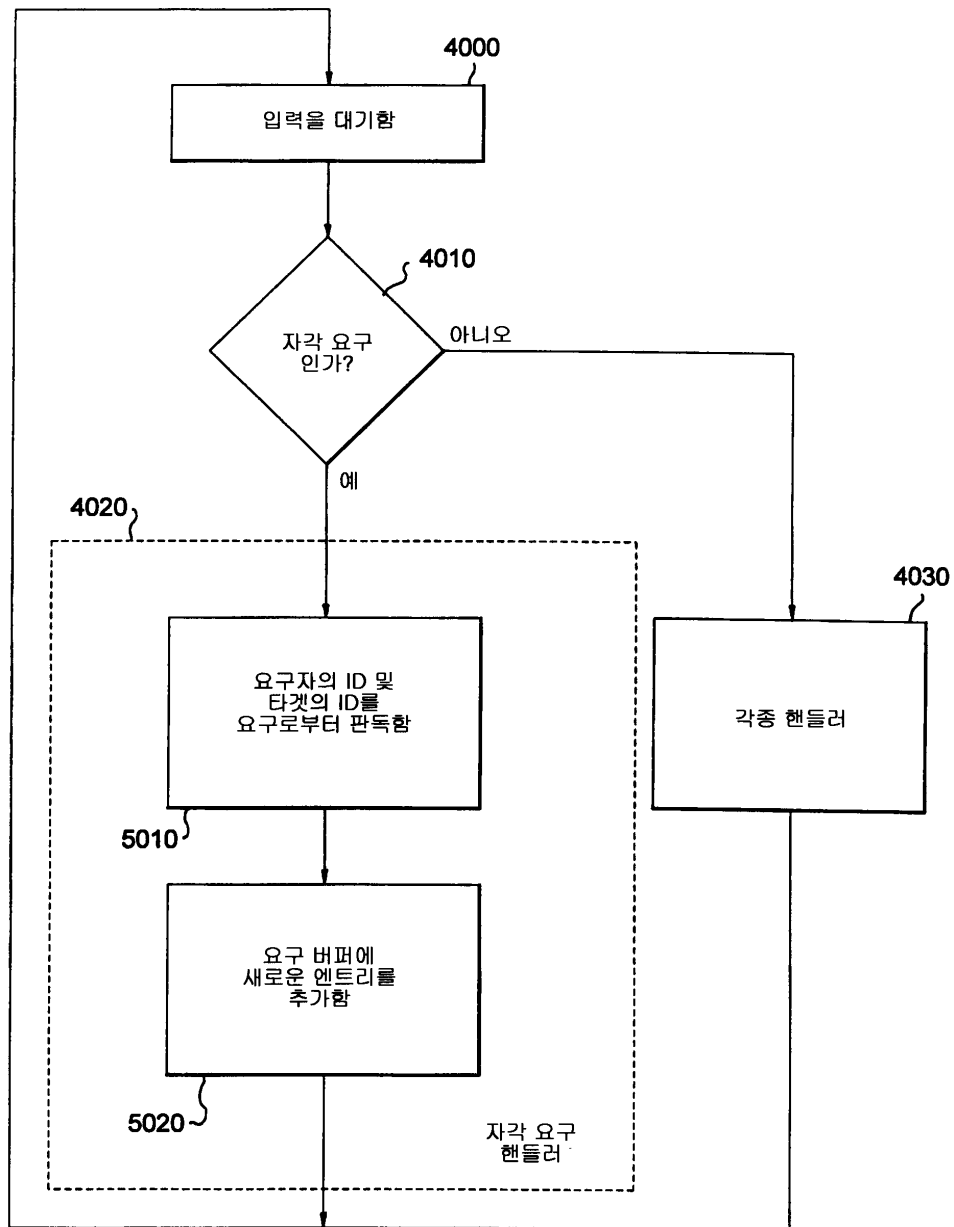 4000
입력을 대기함
4010
자각 요구
인가?
아니오
예
4020
4030
요구자의 ID 및
타겟의 ID를
요구로부터 판독함
각종 핸들러
5010
요구 버퍼에
새로운 엔트리를
추가함
5020
자각 요구
핸들러